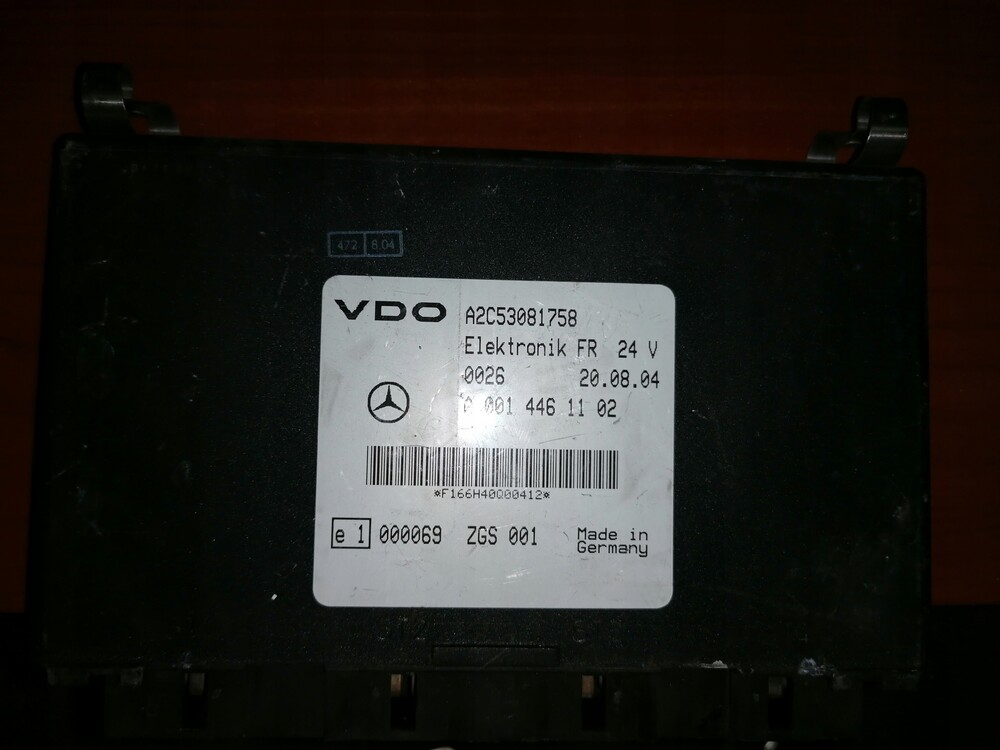 472 8.04
VDO A2C53081758
Elektronik FR 24 V
0026 20.08.04
A 001 446 11 02
*F166H40Q00412*
e 1 000069 ZGS 001 Made in
Germany